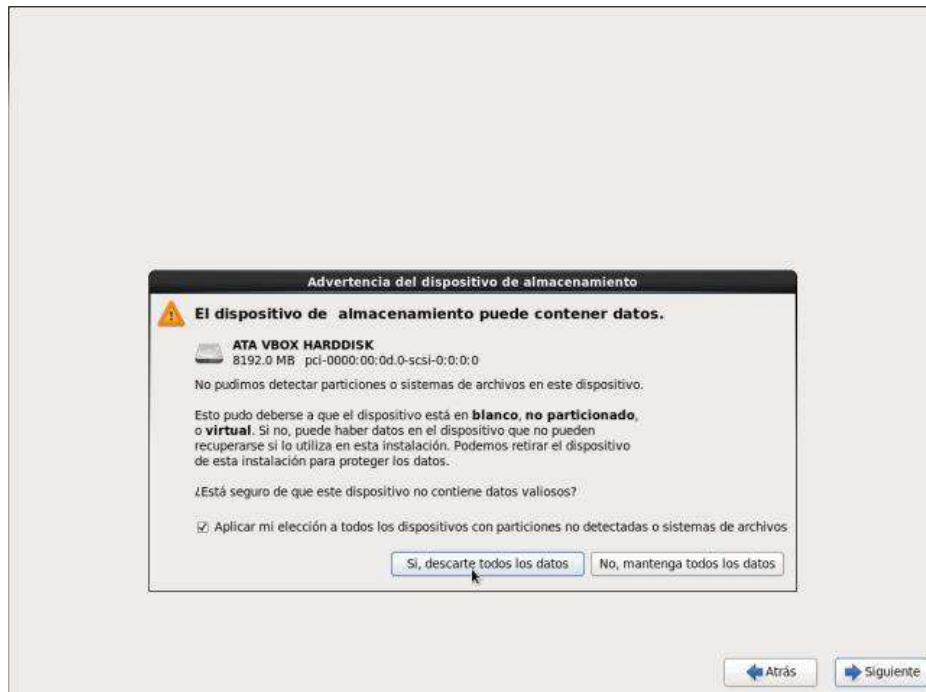 Advertencia del dispositivo de almacenamiento
El dispositivo de almacenamiento puede contener datos.
ATA VBOX HARDDISK
8192.0 MB pci-0000:00:0d.0-scsi-0:0:0:0
No pudimos detectar particiones o sistemas de archivos en este dispositivo.
Esto pudo deberse a que el dispositivo está en blanco, no particionado,
o virtual. Si no, puede haber datos en el dispositivo que no pueden
recuperarse si lo utiliza en esta instalación. Podemos retirar el dispositivo
de esta instalación para proteger los datos.
¿Está seguro de que este dispositivo no contiene datos valiosos?
Aplicar mi elección a todos los dispositivos con particiones no detectadas o sistemas de archivos
Si, descarte todos los datos
No, mantenga todos los datos
Atrás
Siguiente